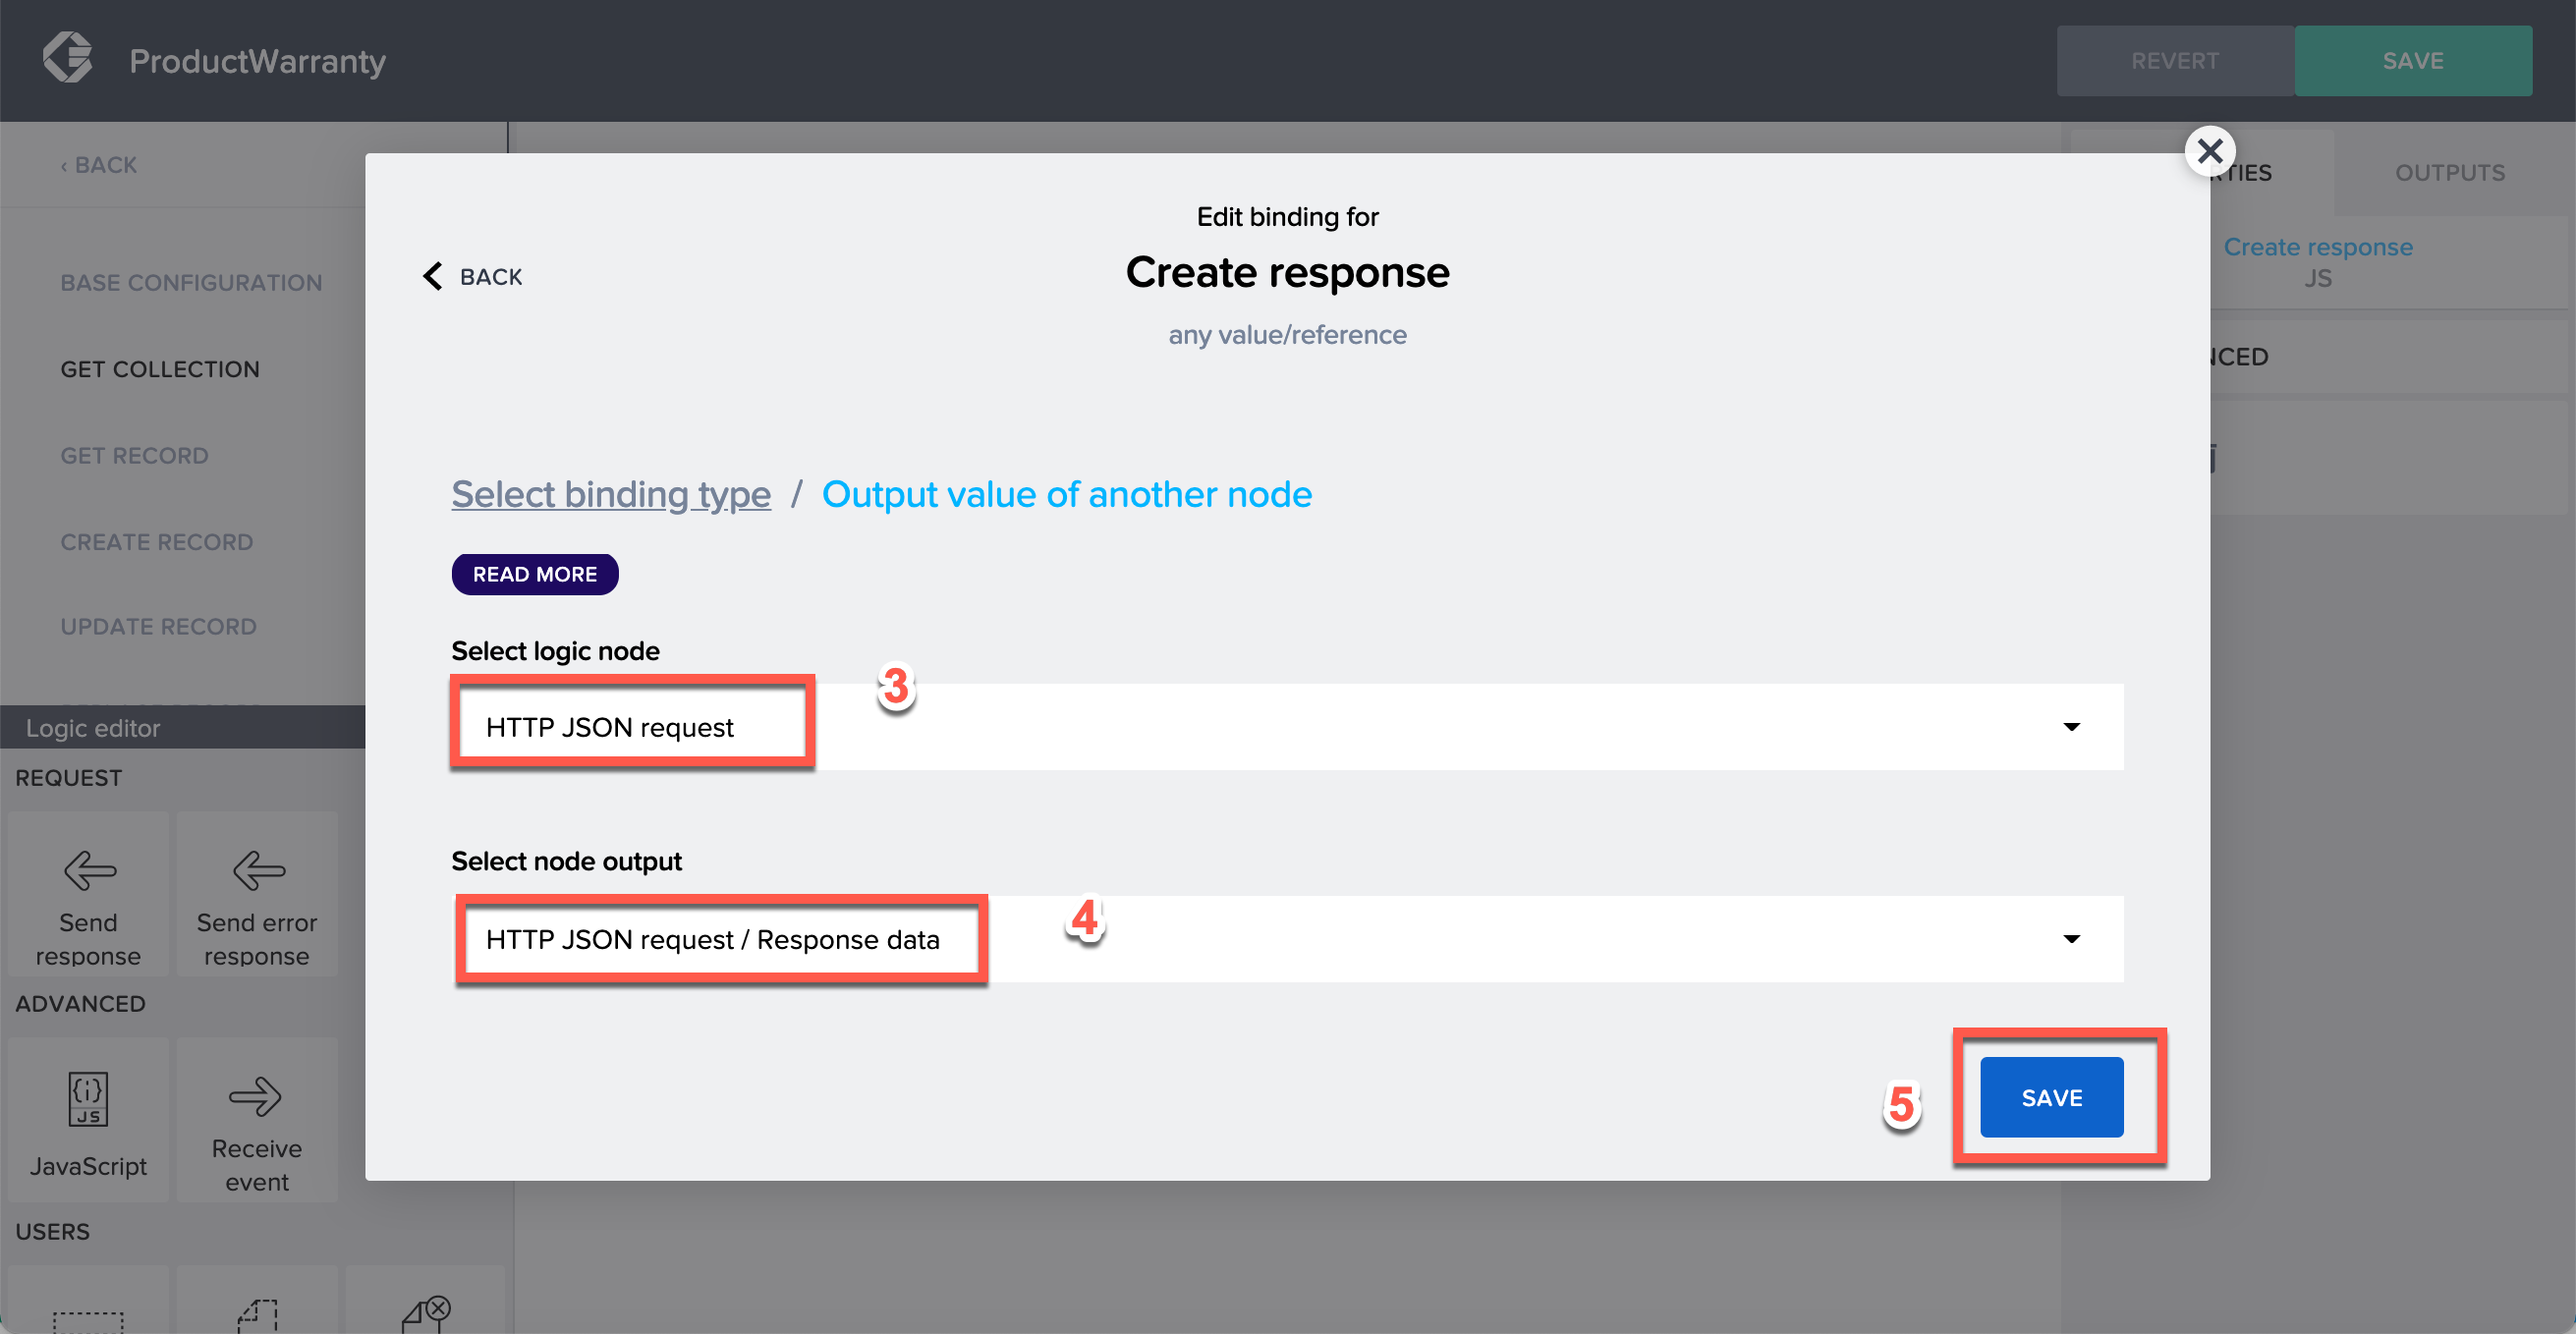 ProductWarranty
REVERT
SAVE
‹ BACK
BASE CONFIGURATION
GET COLLECTION
GET RECORD
CREATE RECORD
UPDATE RECORD
Logic editor
REQUEST
Send
response
Send error
response
ADVANCED
{i}
JS
JavaScript
Receive
event
USERS
BACK
Edit binding for
Create response
any value/reference
Select binding type / Output value of another node
READ MORE
Select logic node
3
HTTP JSON request
Select node output
4
HTTP JSON request / Response data
5
SAVE
RTIES
OUTPUTS
Create response
JS
NCED